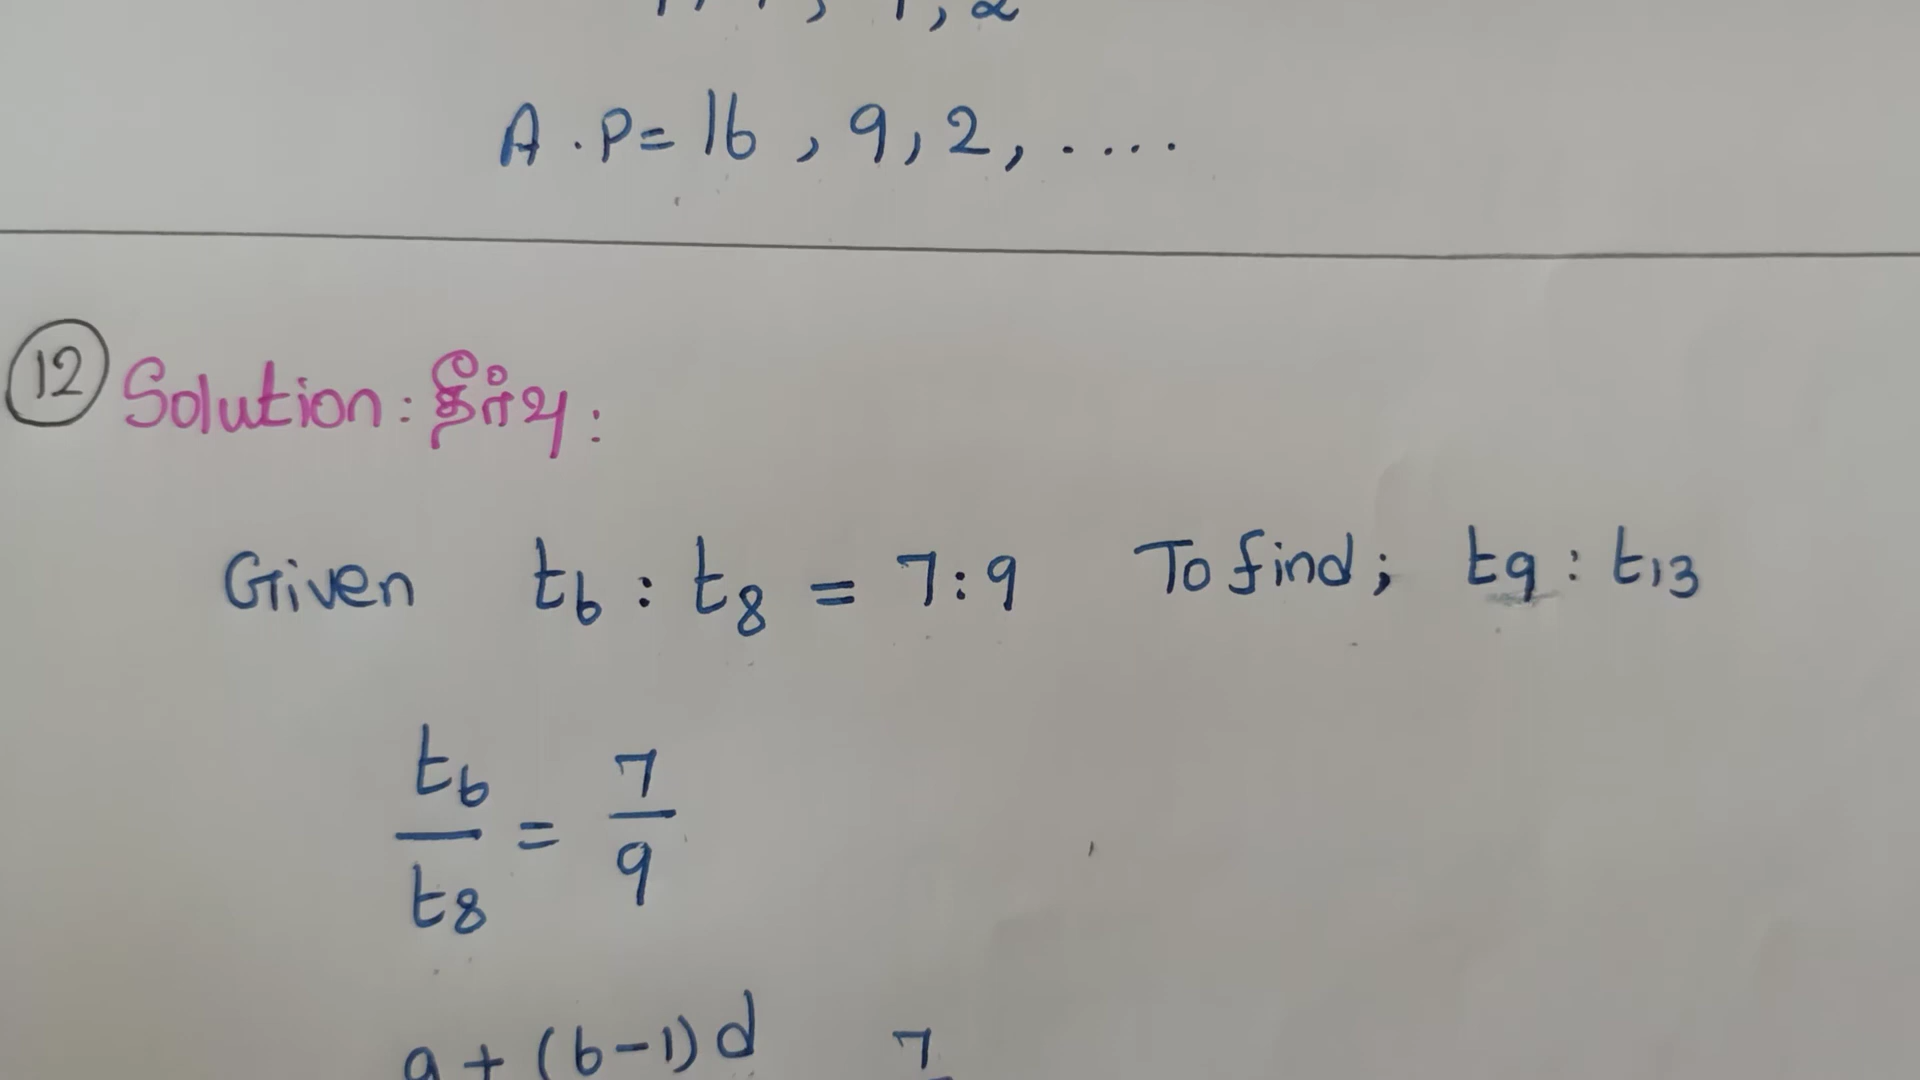 A.P = 16, 9, 2, ....
12 Solution: தீர்வு:
Given t6 : t8 = 7:9 To find; t9 : t13
t6 / t8 = 7 / 9
a + (6-1)d 7